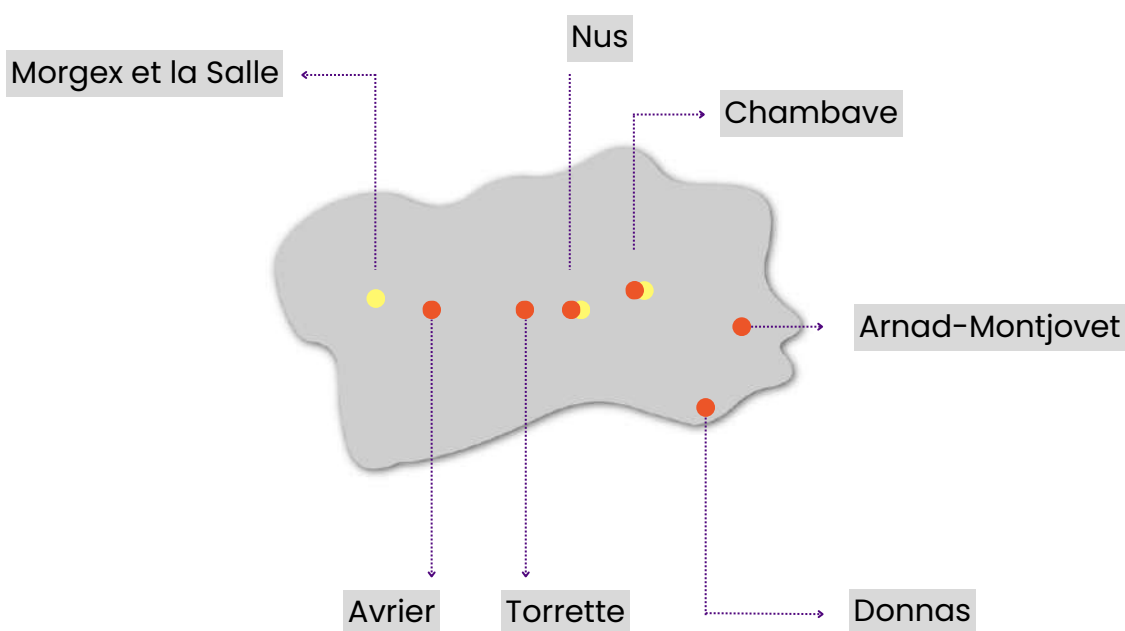 Nus
Morgex et la Salle
Chambave
Arnad-Montjovet
Avrier
Torrette
Donnas